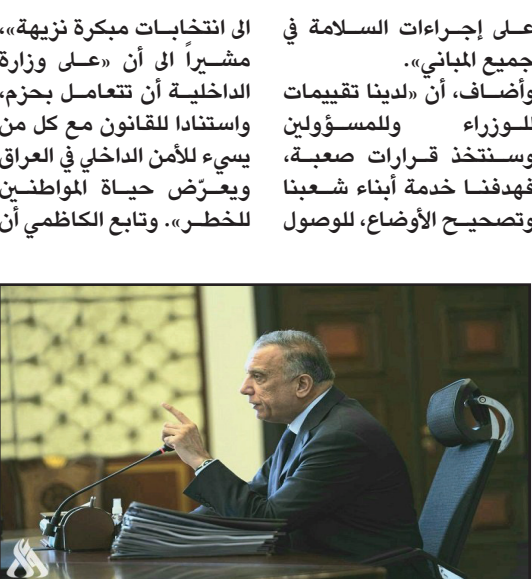 على إجراءات السلامة في
جميع المباني».
وأضاف، أن «لدينا تقييمات
للوزراء وللمسؤولين
وسنتخذ قرارات صعبة،
فهدفنا خدمة أبناء شعبنا
وتصحيح الأوضاع، للوصول
الى انتخابات مبكرة نزيهة»،
مشيراً الى أن «على وزارة
الداخلية أن تتعامل بحزم،
واستنادا للقانون مع كل من
يسيء للأمن الداخلي في العراق
ويعرّض حياة المواطنين
للخطر». وتابع الكاظمي أن